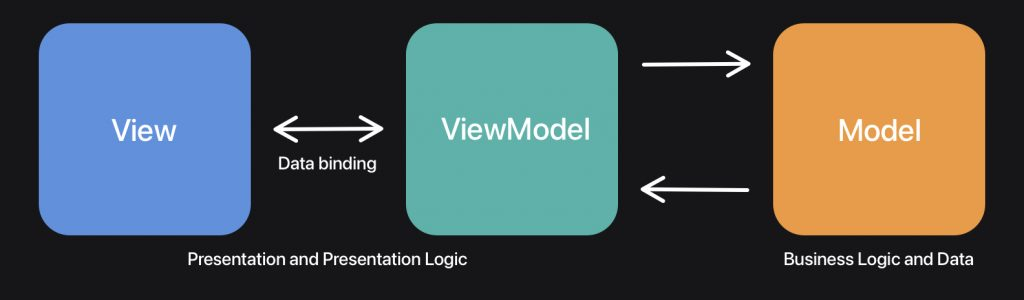 View
ViewModel
Model
Data binding
Presentation and Presentation Logic
Business Logic and Data